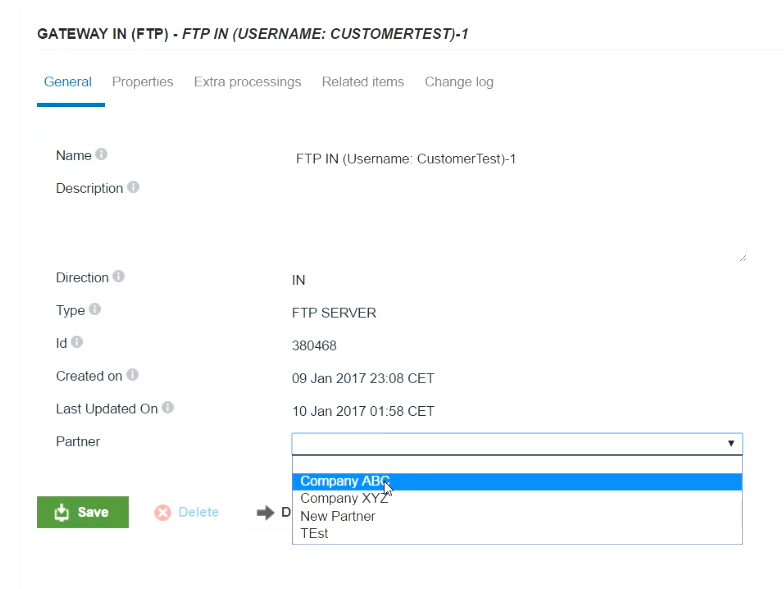 GATEWAY IN (FTP) - FTP IN (USERNAME: CUSTOMERTEST)-1
General Properties Extra processings Related items Change log
Name
FTP IN (Username: CustomerTest)-1
Description
Direction
IN
Type
FTP SERVER
Id
380468
Created on
09 Jan 2017 23:08 CET
Last Updated On
10 Jan 2017 01:58 CET
Partner
Company ABC
Company XYZ
New Partner
TEst
Save Delete D